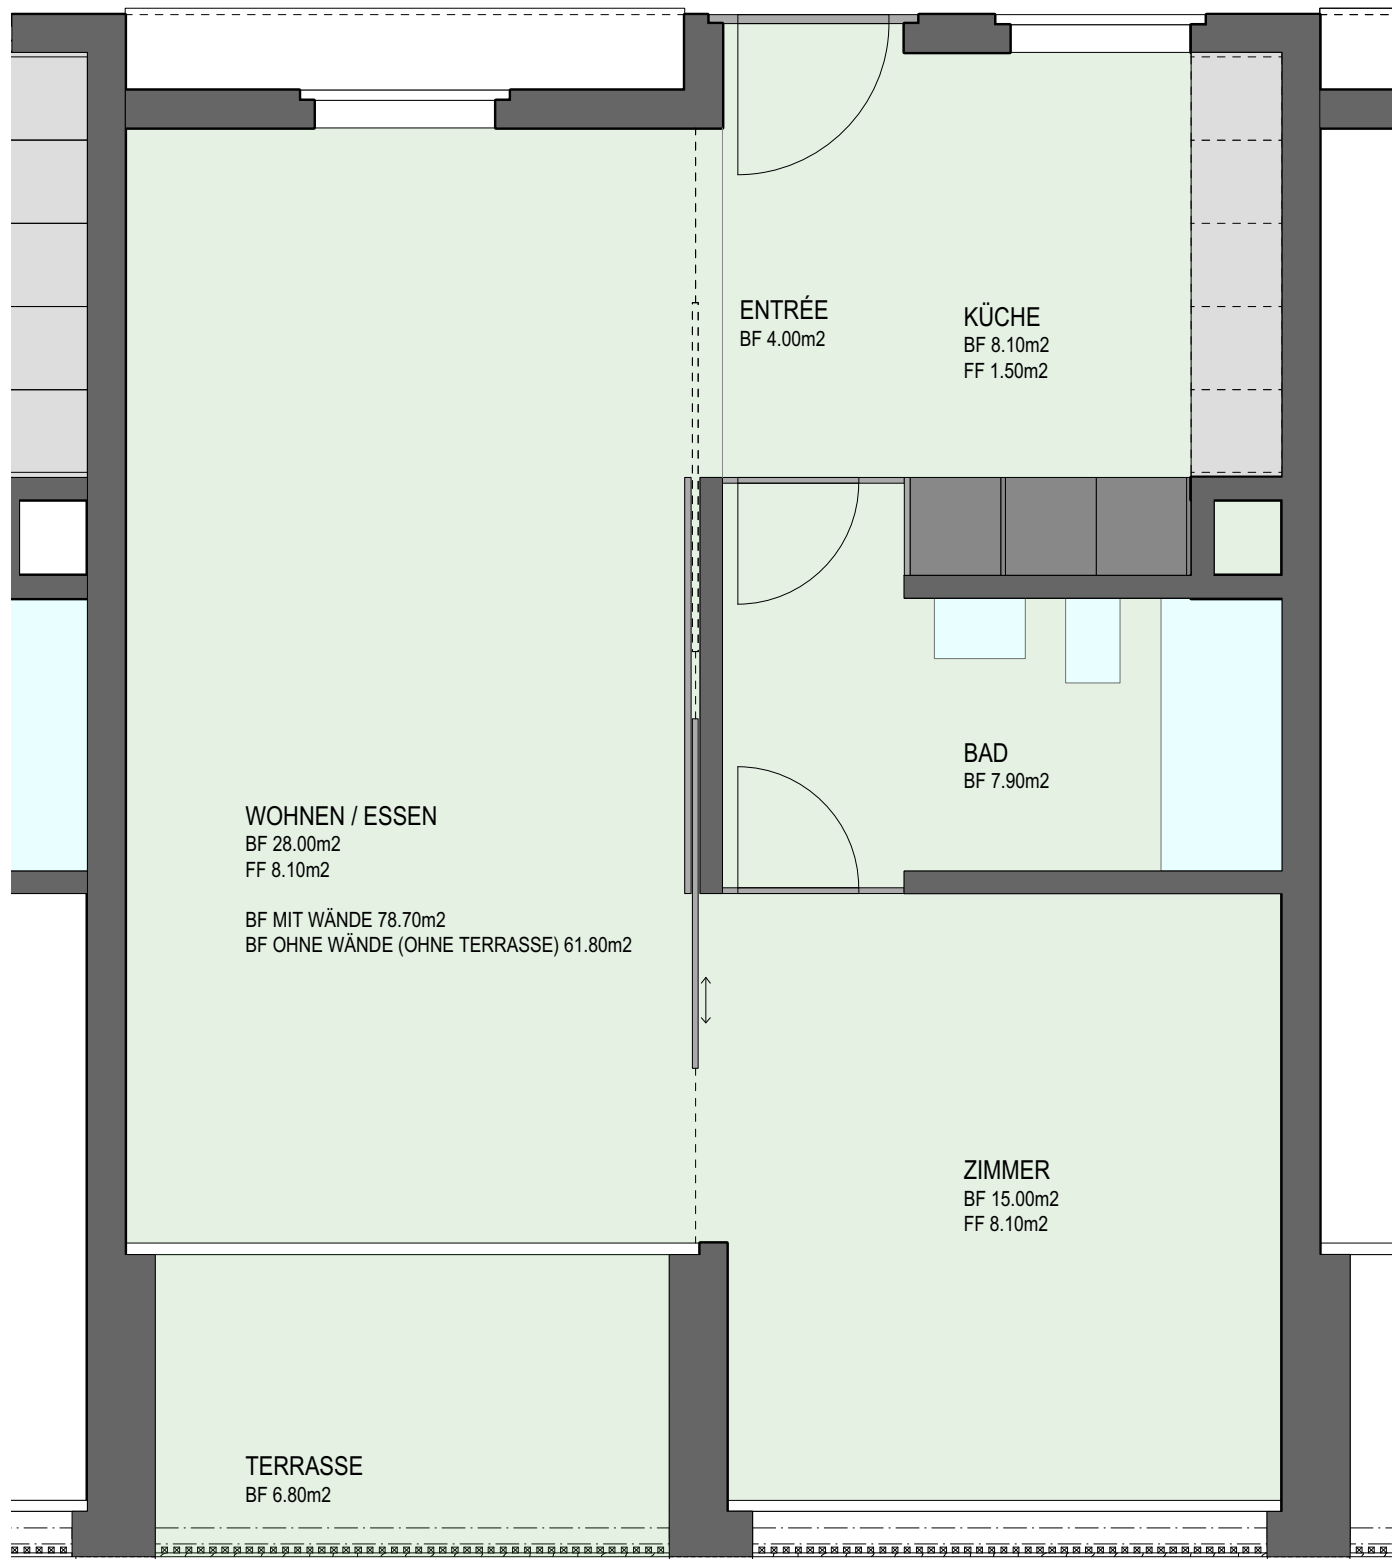 ENTRÉE
BF 4.00m2
KÜCHE
BF 8.10m2
FF 1.50m2
BAD
BF 7.90m2
WOHNEN / ESSEN
BF 28.00m2
FF 8.10m2
BF MIT WÄNDE 78.70m2
BF OHNE WÄNDE (OHNE TERRASSE) 61.80m2
ZIMMER
BF 15.00m2
FF 8.10m2
TERRASSE
BF 6.80m2